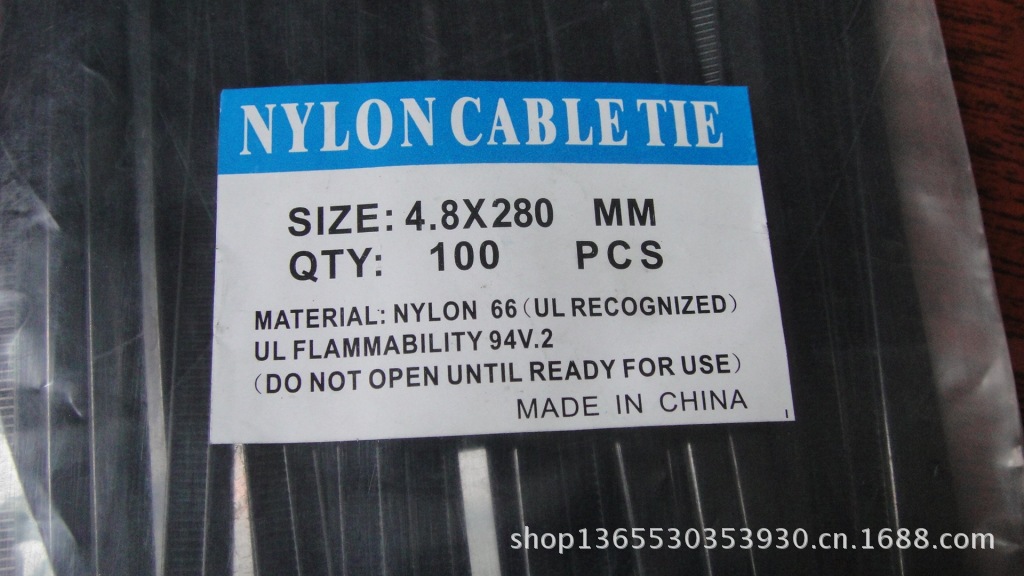 NYLON CABLE TIE
SIZE: 4.8X280 MM
QTY: 100 PCS
MATERIAL: NYLON 66 (UL RECOGNIZED)
UL FLAMMABILITY 94V.2
(DO NOT OPEN UNTIL READY FOR USE)
MADE IN CHINA
shop1365530353930.cn.1688.com